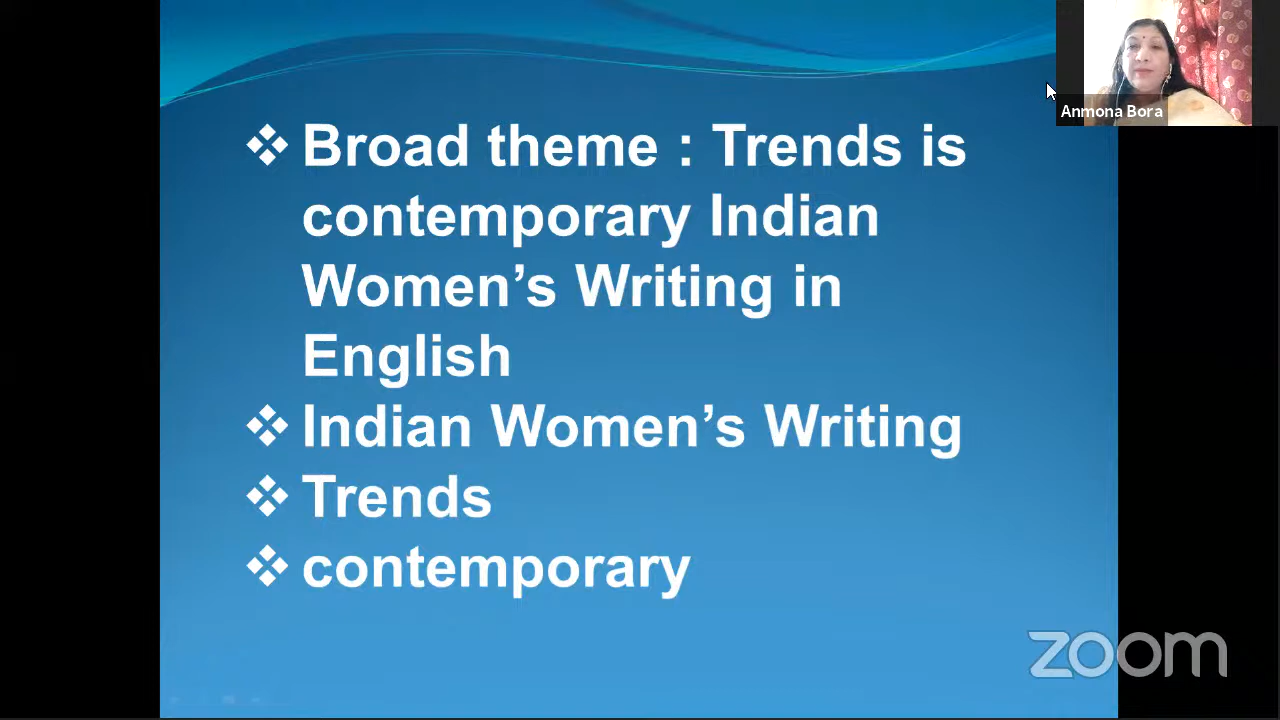 Anmona Bora
❖ Broad theme : Trends is
contemporary Indian
Women’s Writing in
English
❖ Indian Women’s Writing
❖ Trends
❖ contemporary
zoom